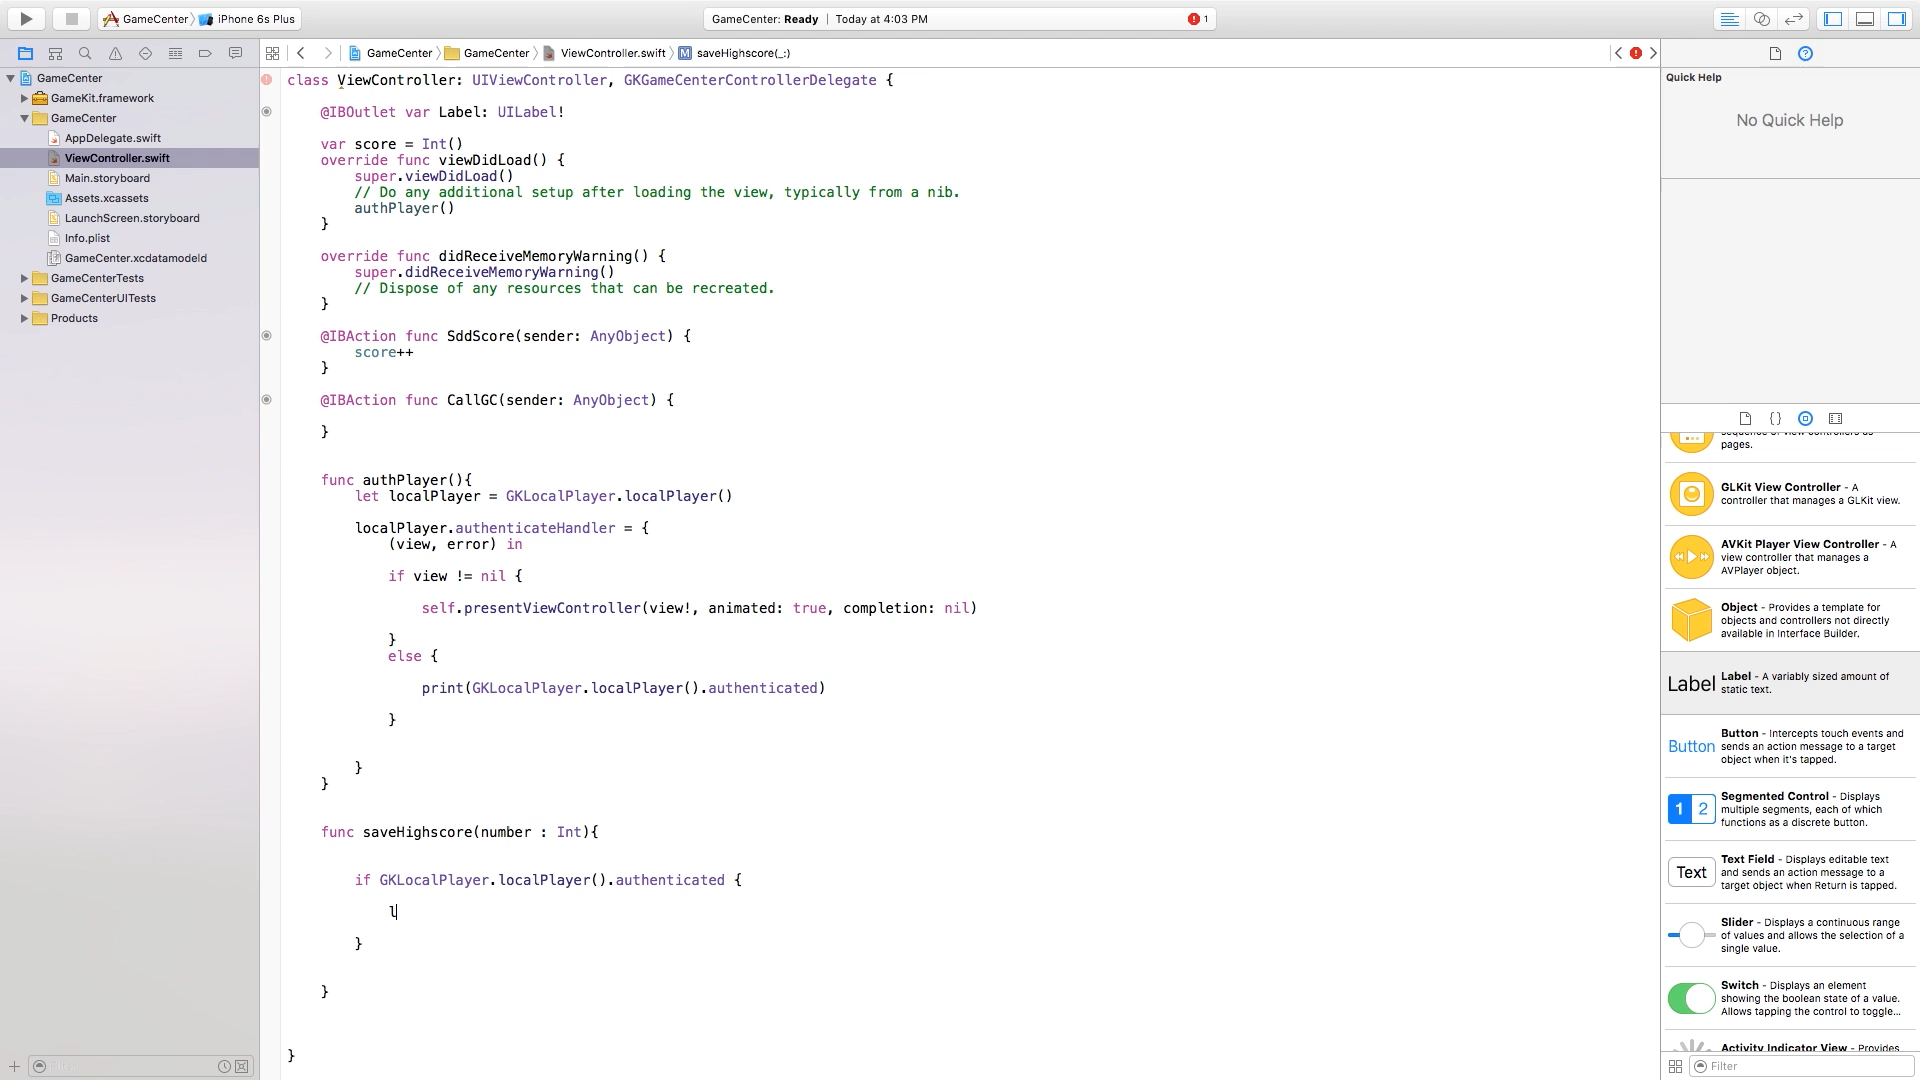 GameCenter iPhone 6s Plus
GameCenter: Ready Today at 4:03 PM 1
GameCenter GameCenter ViewController.swift M saveHighscore(_:)
GameCenter
GameKit.framework
GameCenter
AppDelegate.swift
ViewController.swift
Main.storyboard
Assets.xcassets
LaunchScreen.storyboard
Info.plist
GameCenter.xcdatamodeld
GameCenterTests
GameCenterUITests
Products
class ViewController: UIViewController, GKGameCenterControllerDelegate {
@IBOutlet var Label: UILabel!
var score = Int()
override func viewDidLoad() {
super.viewDidLoad()
// Do any additional setup after loading the view, typically from a nib.
authPlayer()
}
override func didReceiveMemoryWarning() {
super.didReceiveMemoryWarning()
// Dispose of any resources that can be recreated.
}
@IBAction func SddScore(sender: AnyObject) {
score++
}
@IBAction func CallGC(sender: AnyObject) {
}
func authPlayer(){
let localPlayer = GKLocalPlayer.localPlayer()
localPlayer.authenticateHandler = {
(view, error) in
if view != nil {
self.presentViewController(view!, animated: true, completion: nil)
}
else {
print(GKLocalPlayer.localPlayer().authenticated)
}
}
}
func saveHighscore(number : Int){
if GKLocalPlayer.localPlayer().authenticated {
l
}
}
}
Quick Help
No Quick Help
pages.
GLKit View Controller - A
controller that manages a GLKit view.
AVKit Player View Controller - A
view controller that manages a
AVPlayer object.
Object - Provides a template for
objects and controllers not directly
available in Interface Builder.
Label
Label - A variably sized amount of
static text.
Button
Button - Intercepts touch events and
sends an action message to a target
object when it's tapped.
1 2
Segmented Control - Displays
multiple segments, each of which
functions as a discrete button.
Text
Text Field - Displays editable text
and sends an action message to a
target object when Return is tapped.
Slider - Displays a continuous range
of values and allows the selection of a
single value.
Switch - Displays an element
showing the boolean state of a value.
Allows tapping the control to toggle...
Activity Indicator View - Provides
Filter